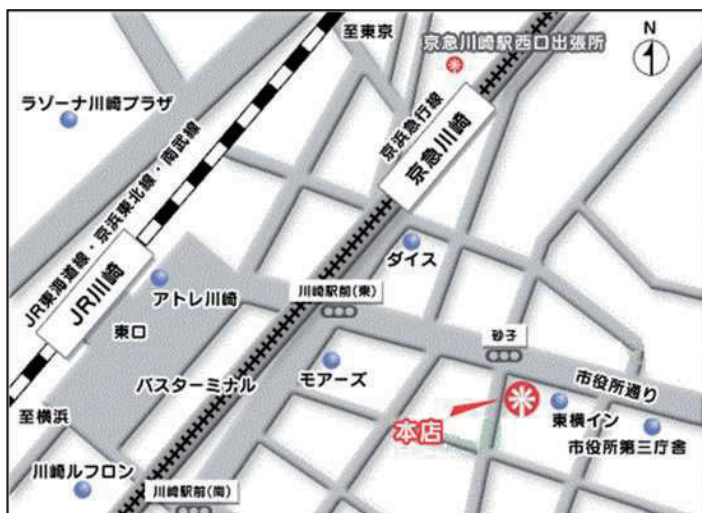 至東京
京急川崎駅西口出張所
N
ラゾーナ川崎プラザ
京浜急行線
京急川崎
JR東海道線・京浜東北線・南武線
JR川崎
ダイス
アトレ川崎
川崎駅前(東)
東口
砂子
バスターミナル
モアーズ
市役所通り
至横浜
本店
東横イン
市役所第三庁舎
川崎ルフロン
川崎駅前(南)